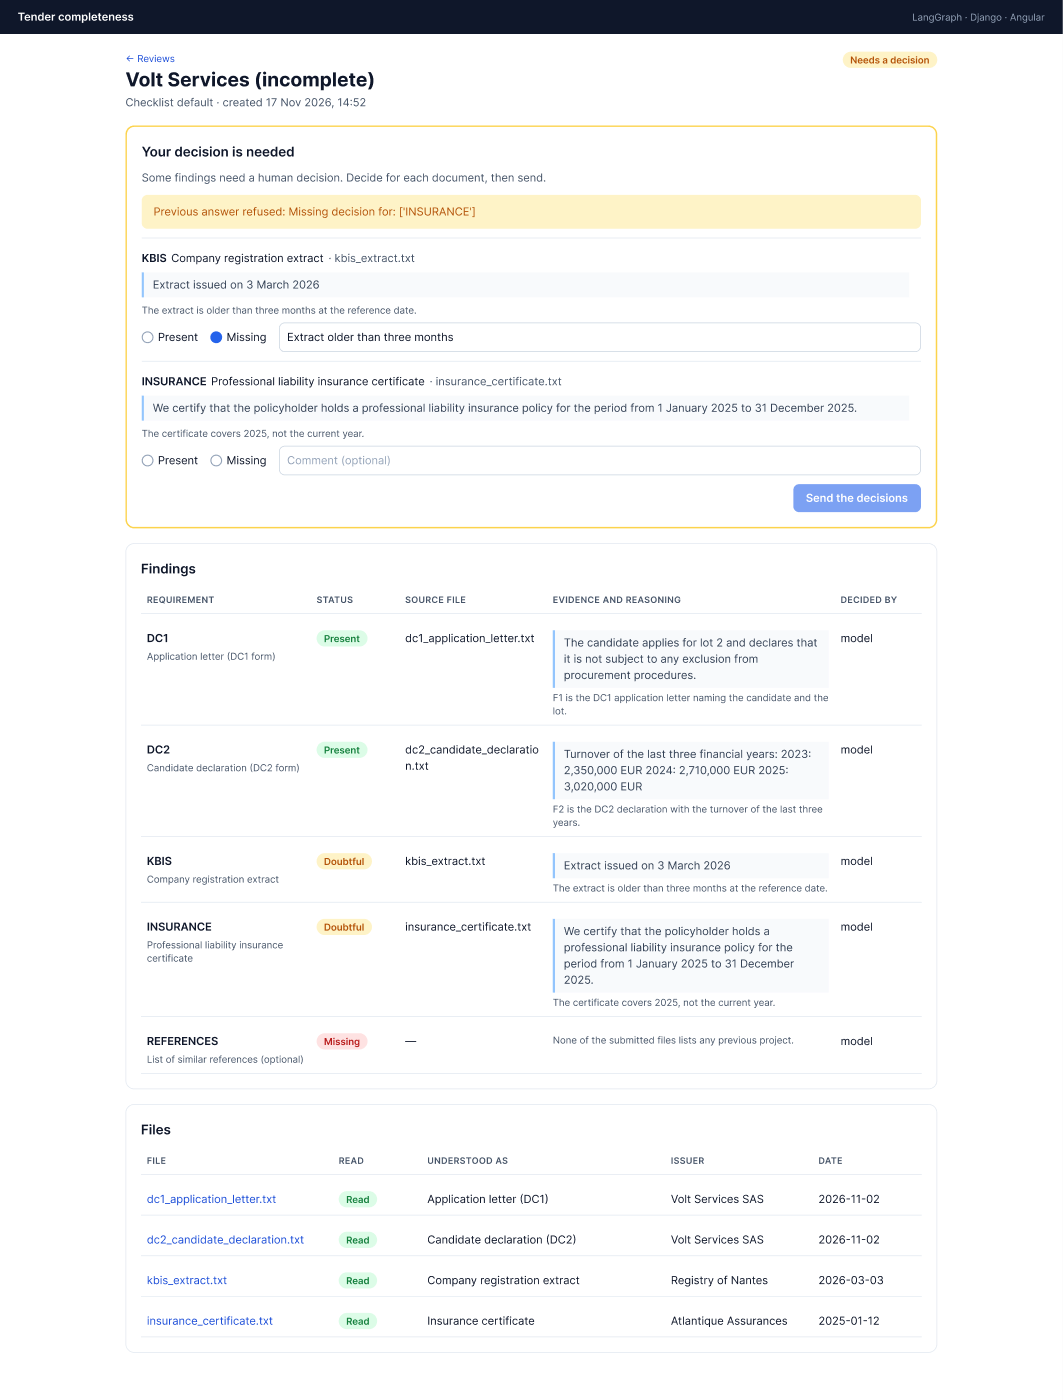 Tender completeness
LangGraph · Django · Angular
← Reviews
Needs a decision
Volt Services (incomplete)
Checklist default · created 17 Nov 2026, 14:52
Your decision is needed
Some findings need a human decision. Decide for each document, then send.
Previous answer refused: Missing decision for: ['INSURANCE']
KBIS Company registration extract · kbis_extract.txt
Extract issued on 3 March 2026
The extract is older than three months at the reference date.
Present Missing Extract older than three months
INSURANCE Professional liability insurance certificate · insurance_certificate.txt
We certify that the policyholder holds a professional liability insurance policy for the period from 1 January 2025 to 31 December 2025.
The certificate covers 2025, not the current year.
Present Missing Comment (optional)
Send the decisions
Findings
REQUIREMENT STATUS SOURCE FILE EVIDENCE AND REASONING DECIDED BY
DC1 Present dc1_application_letter.txt The candidate applies for lot 2 and declares that model
Application letter (DC1 form) it is not subject to any exclusion from
procurement procedures.
F1 is the DC1 application letter naming the candidate and the
lot.
DC2 Present dc2_candidate_declaratio Turnover of the last three financial years: 2023: model
Candidate declaration (DC2 form) n.txt 2,350,000 EUR 2024: 2,710,000 EUR 2025:
3,020,000 EUR
F2 is the DC2 declaration with the turnover of the last three
years.
KBIS Doubtful kbis_extract.txt Extract issued on 3 March 2026 model
Company registration extract The extract is older than three months at the reference date.
INSURANCE Doubtful insurance_certificate.txt We certify that the policyholder holds a model
Professional liability insurance professional liability insurance policy for the
certificate period from 1 January 2025 to 31 December
2025.
The certificate covers 2025, not the current year.
REFERENCES Missing — None of the submitted files lists any previous project. model
List of similar references (optional)
Files
FILE READ UNDERSTOOD AS ISSUER DATE
dc1_application_letter.txt Read Application letter (DC1) Volt Services SAS 2026-11-02
dc2_candidate_declaration.txt Read Candidate declaration (DC2) Volt Services SAS 2026-11-02
kbis_extract.txt Read Company registration extract Registry of Nantes 2026-03-03
insurance_certificate.txt Read Insurance certificate Atlantique Assurances 2025-01-12